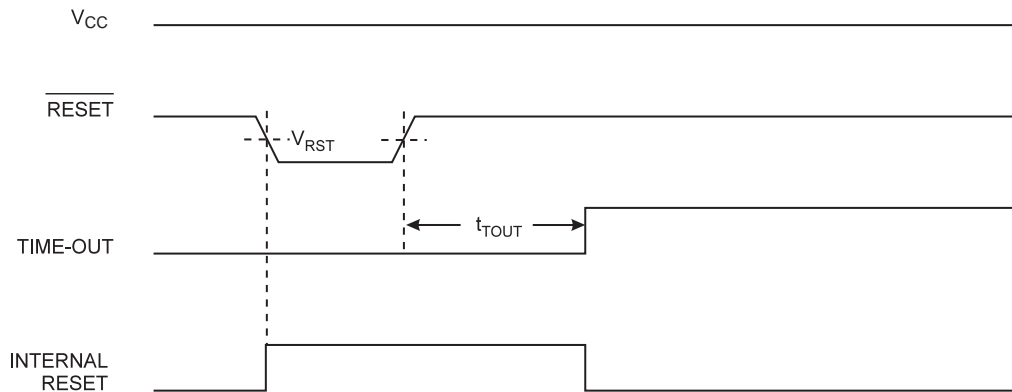 VCC
RESET
VRST
tTOUT
TIME-OUT
INTERNAL
RESET